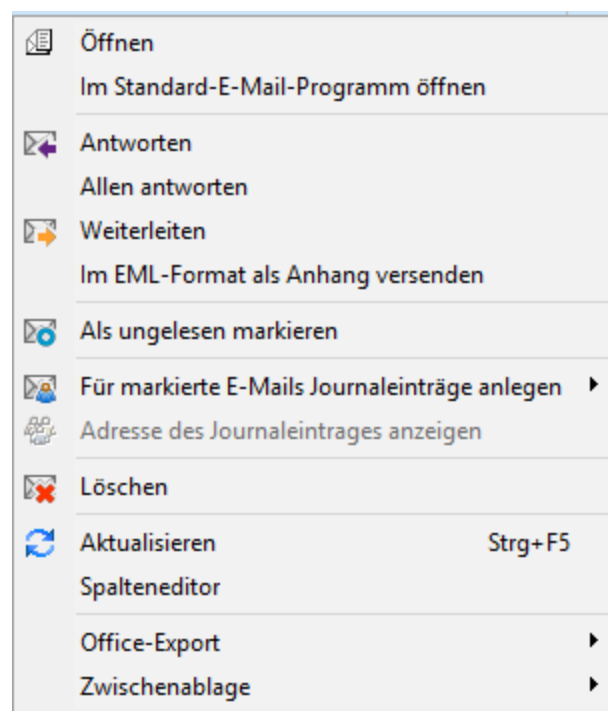 Öffnen
Im Standard-E-Mail-Programm öffnen
Antworten
Allen antworten
Weiterleiten
Im EML-Format als Anhang versenden
Als ungelesen markieren
Für markierte E-Mails Journaleinträge anlegen
Adresse des Journaleintrages anzeigen
Löschen
Aktualisieren Strg+F5
Spalteneditor
Office-Export
Zwischenablage